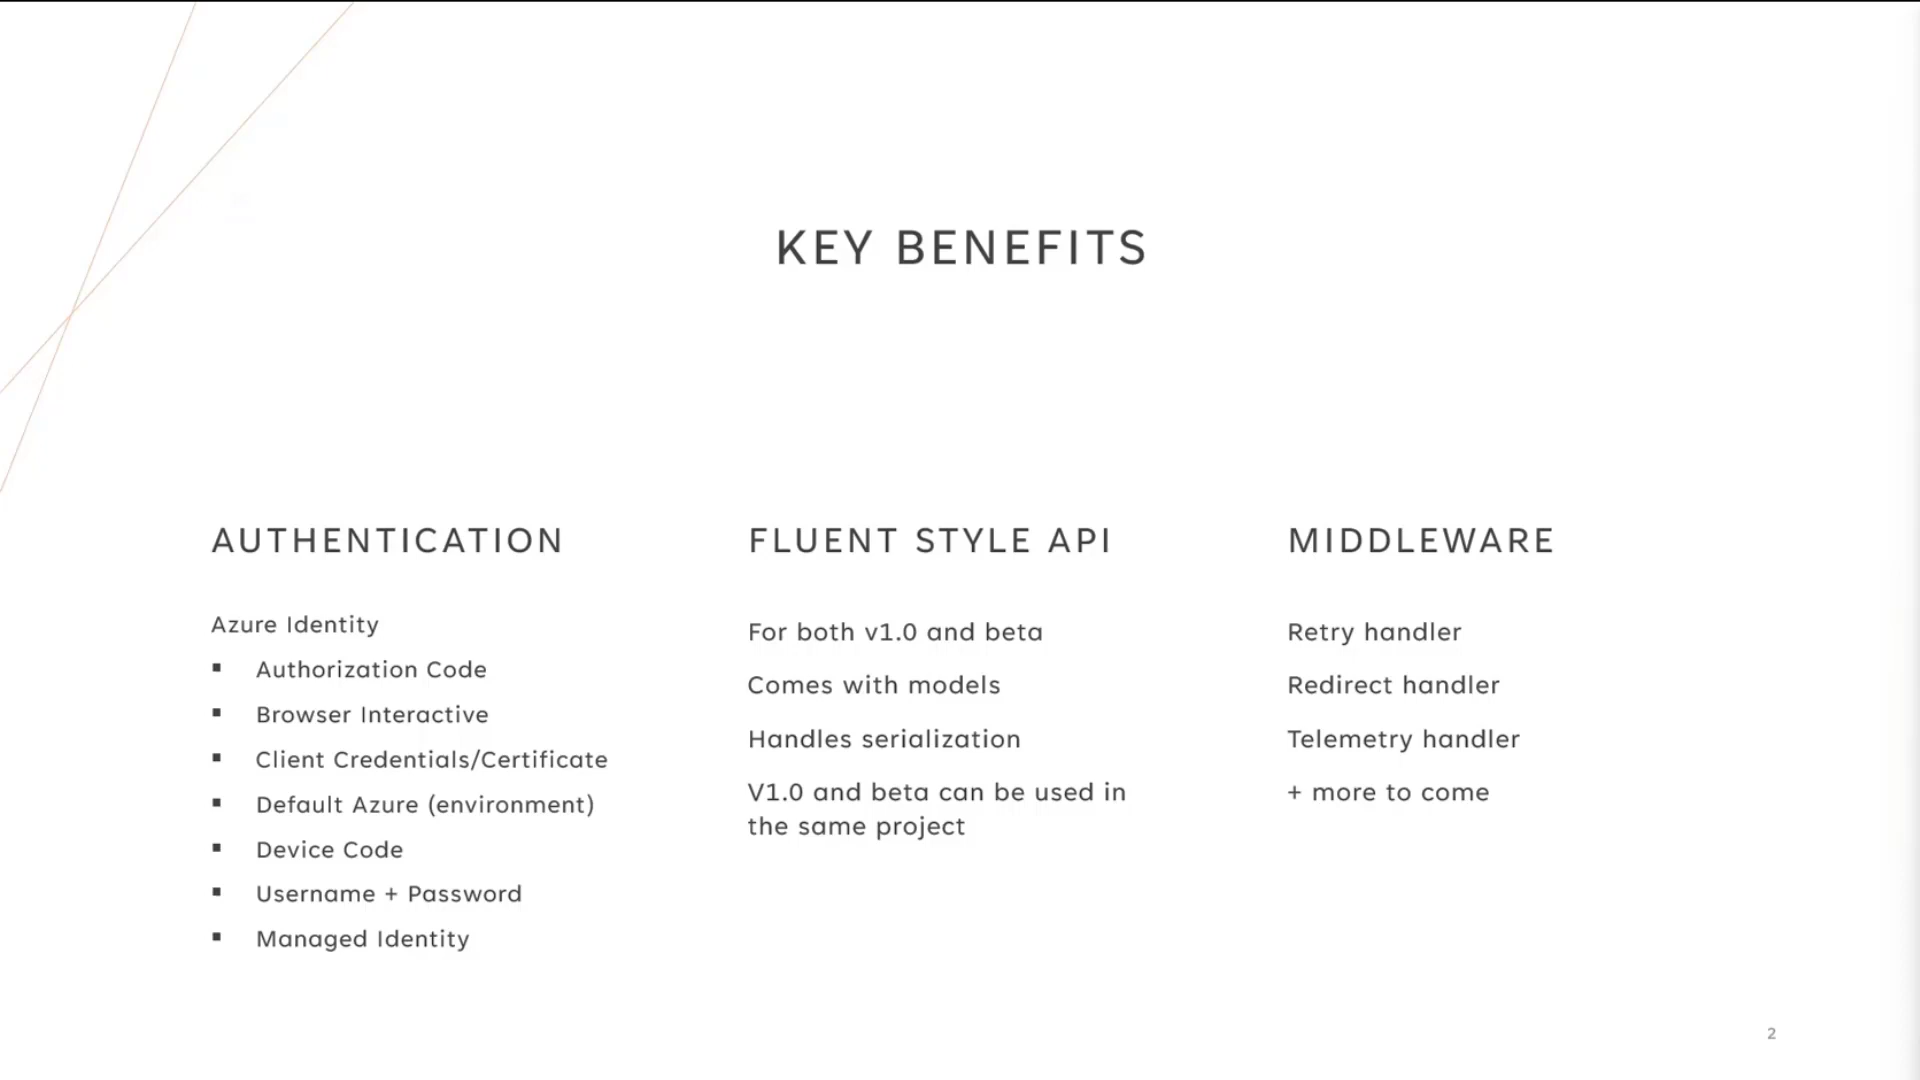 KEY BENEFITS
AUTHENTICATION
Azure Identity
▪ Authorization Code
▪ Browser Interactive
▪ Client Credentials/Certificate
▪ Default Azure (environment)
▪ Device Code
▪ Username + Password
▪ Managed Identity
FLUENT STYLE API
For both v1.0 and beta
Comes with models
Handles serialization
V1.0 and beta can be used in
the same project
MIDDLEWARE
Retry handler
Redirect handler
Telemetry handler
+ more to come
2